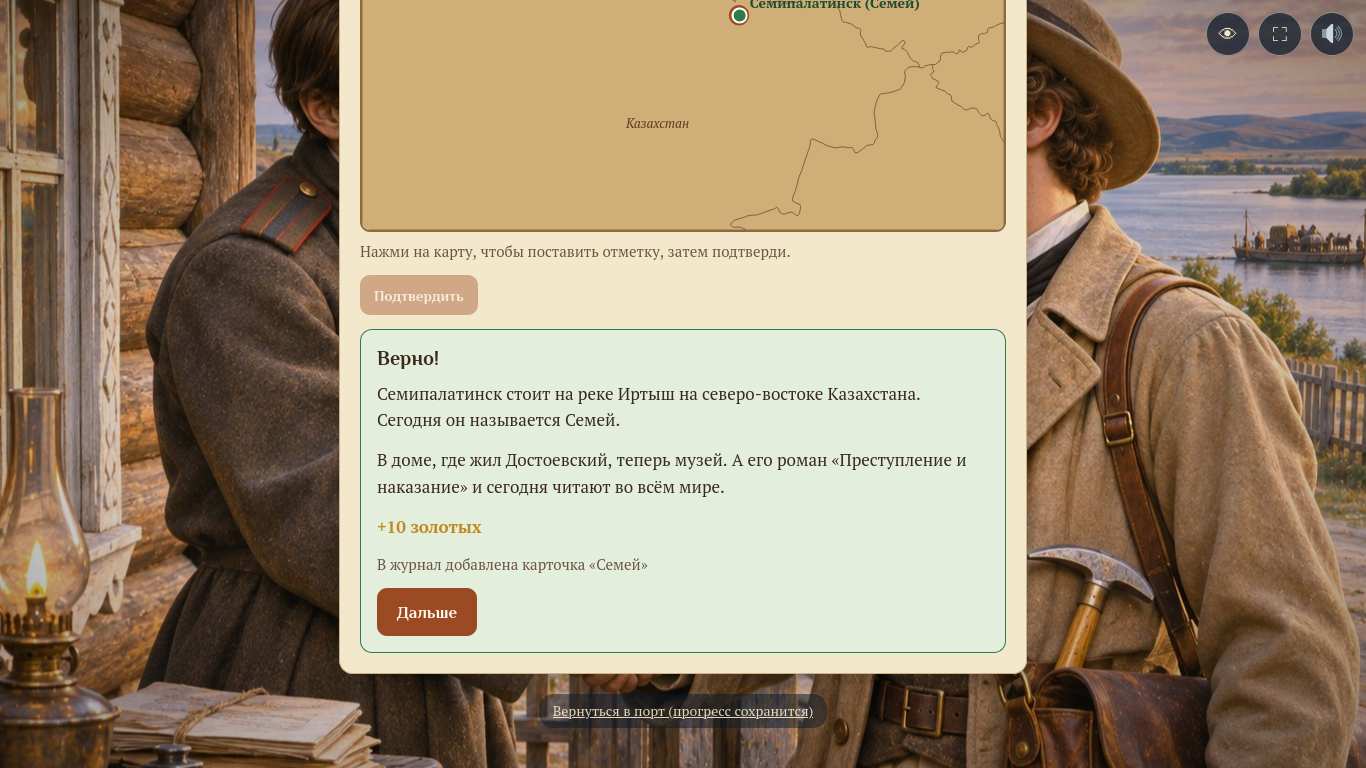 Семипалатинск (Семей)
Казахстан
Нажми на карту, чтобы поставить отметку, затем подтверди.
Подтвердить
Верно!
Семипалатинск стоит на реке Иртыш на северо-востоке Казахстана.
Сегодня он называется Семей.
В доме, где жил Достоевский, теперь музей. А его роман «Преступление и
наказание» и сегодня читают во всём мире.
+10 золотых
В журнал добавлена карточка «Семей»
Дальше
Вернуться в порт (прогресс сохранится)